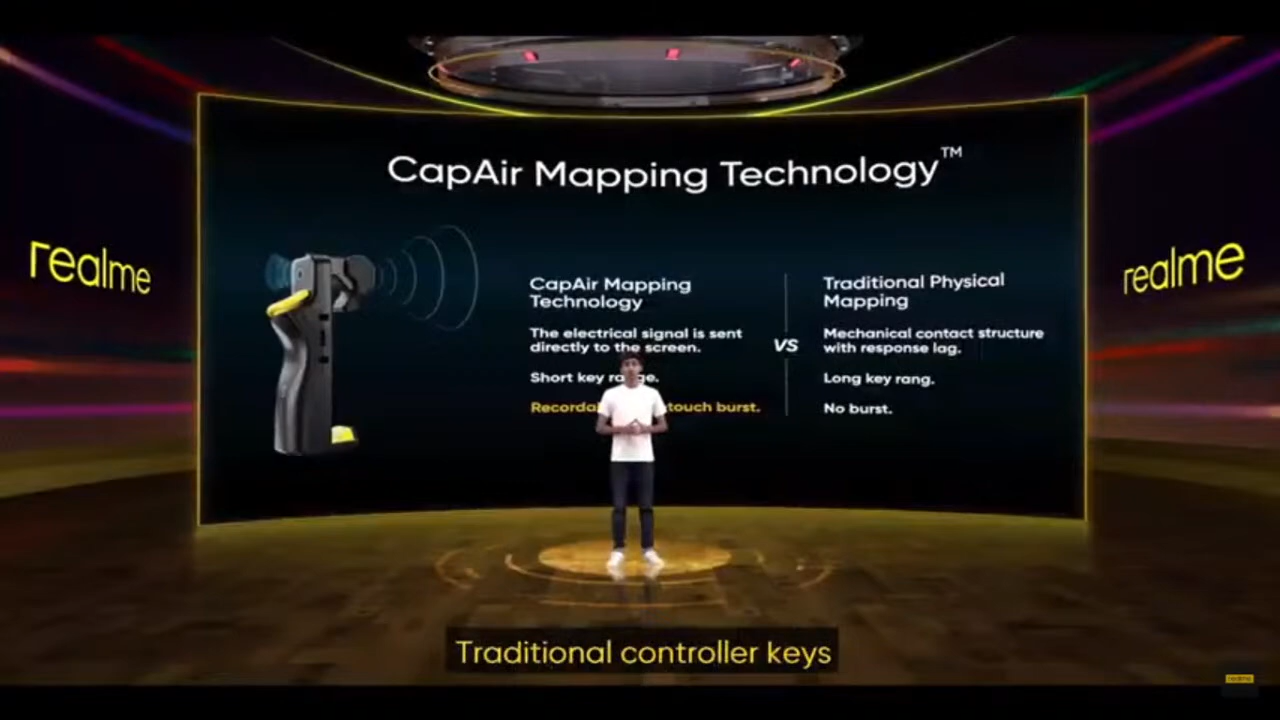 CapAir Mapping Technology™
realme
realme
CapAir Mapping
Technology
The electrical signal is sent
directly to the screen.
Short key
touch burst.
VS
Traditional Physical
Mapping
Mechanical contact structure
with response lag.
Long key rang.
No burst.
Traditional controller keys
realme